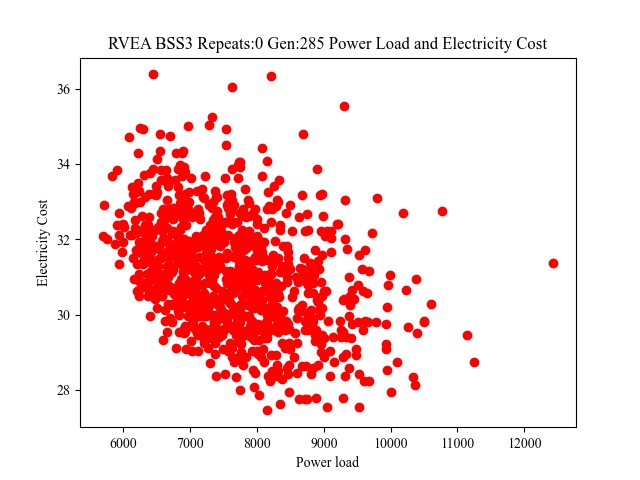 RVEA BSS3 Repeats:0 Gen:285 Power Load and Electricity Cost
36
34
32
30
28
Electricity Cost
6000 7000 8000 9000 10000 11000 12000
Power load